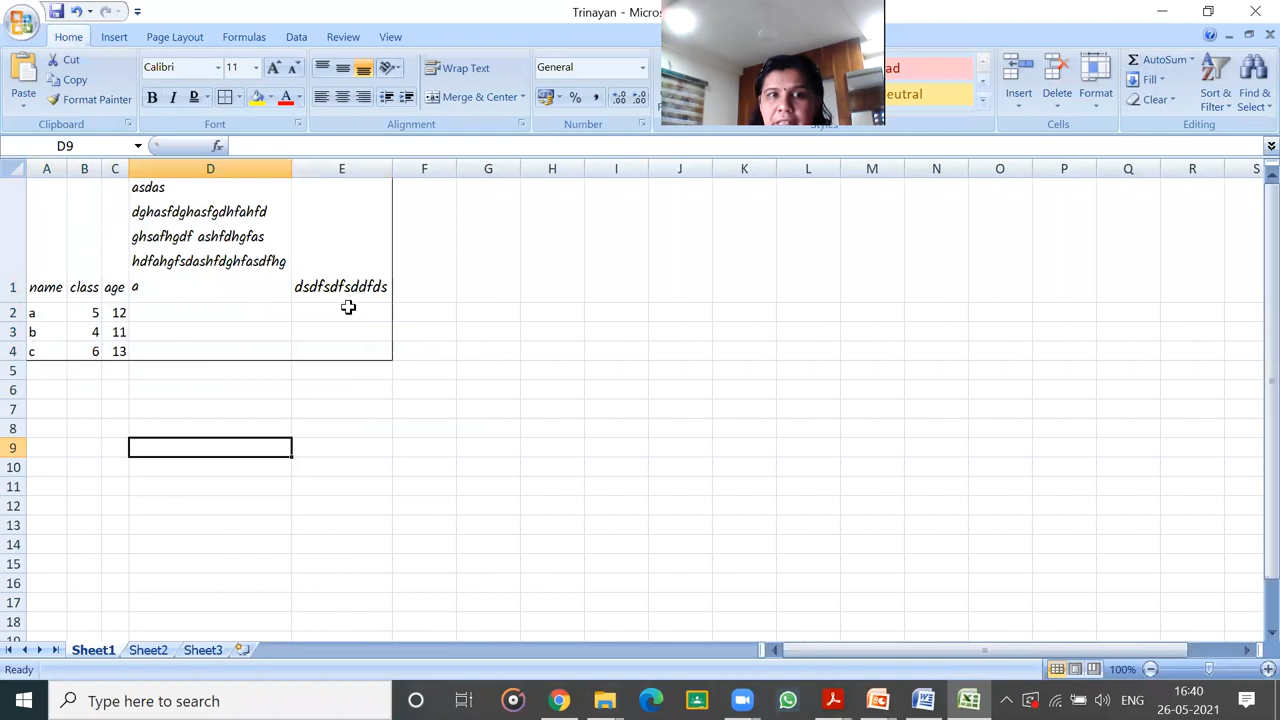 Trinayan - Micros
Home Insert Page Layout Formulas Data Review View
Paste
Cut
Copy
Format Painter
Clipboard
Calibri 11
Font
Wrap Text
Merge & Center
Alignment
General
Number
ad
eutral
Styles
Insert Delete Format
Cells
AutoSum
Fill
Clear
Sort & Filter
Find & Select
Editing
D9 fx
A B C D E F G H I J K L M N O P Q R S
asdas
dghasfdghasfgdhfahfd
ghsafhgdf ashfdhgfas
hdfahgfsdashfdghfasdfhg
1 name class age a dsdfsdfsddfds
2 a 5 12
3 b 4 11
4 c 6 13
5
6
7
8
9
10
11
12
13
14
15
16
17
18
19
Sheet1 Sheet2 Sheet3
Ready 100%
Type here to search
ENG
16:40
26-05-2021